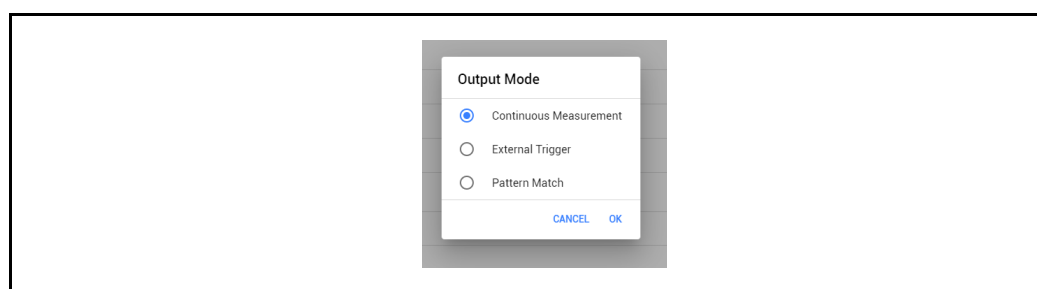 Output Mode
Continuous Measurement
External Trigger
Pattern Match
CANCEL OK